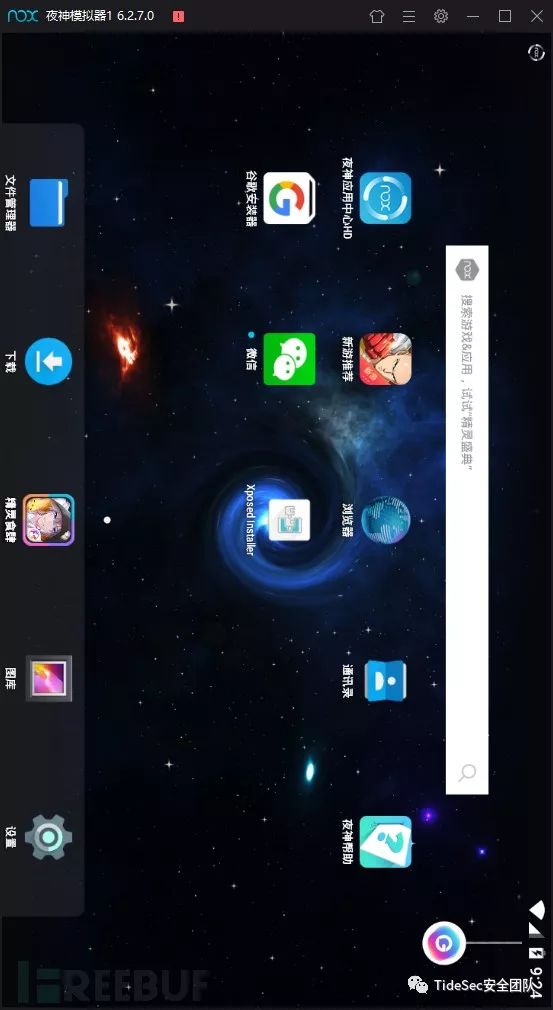 nox 夜神模拟器1 6.2.7.0
9:24
nox 搜索游戏&应用，试试“精灵盛典”
夜神应用中心HD
新游推荐
浏览器
通讯录
夜神帮助
谷歌安装器
微信
Xposed Installer
文件管理器
下载
精灵食肆
图库
设置
FREEBUF
TideSec安全团队